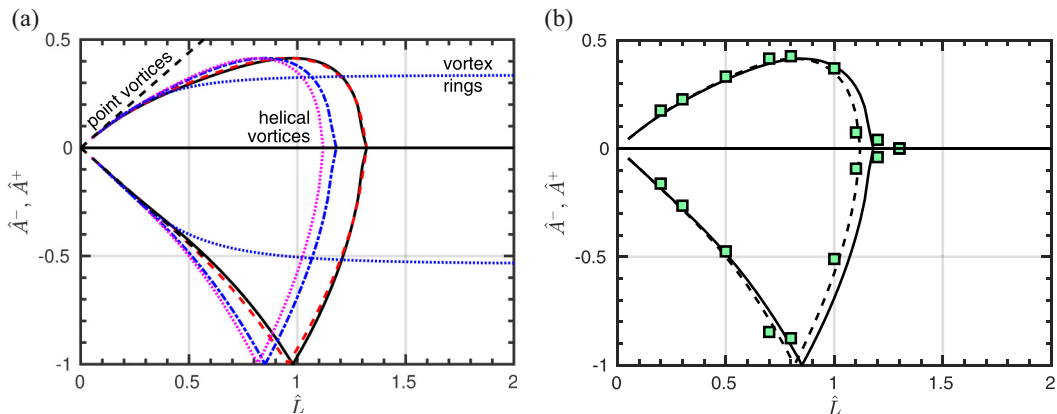 (a)
0.5
0
-0.5
-1
Â⁻, Â⁺
point vortices
vortex
rings
helical
vortices
0
0.5
1
1.5
2
L̂
(b)
0.5
0
-0.5
-1
Â⁻, Â⁺
0
0.5
1
1.5
2
L̂